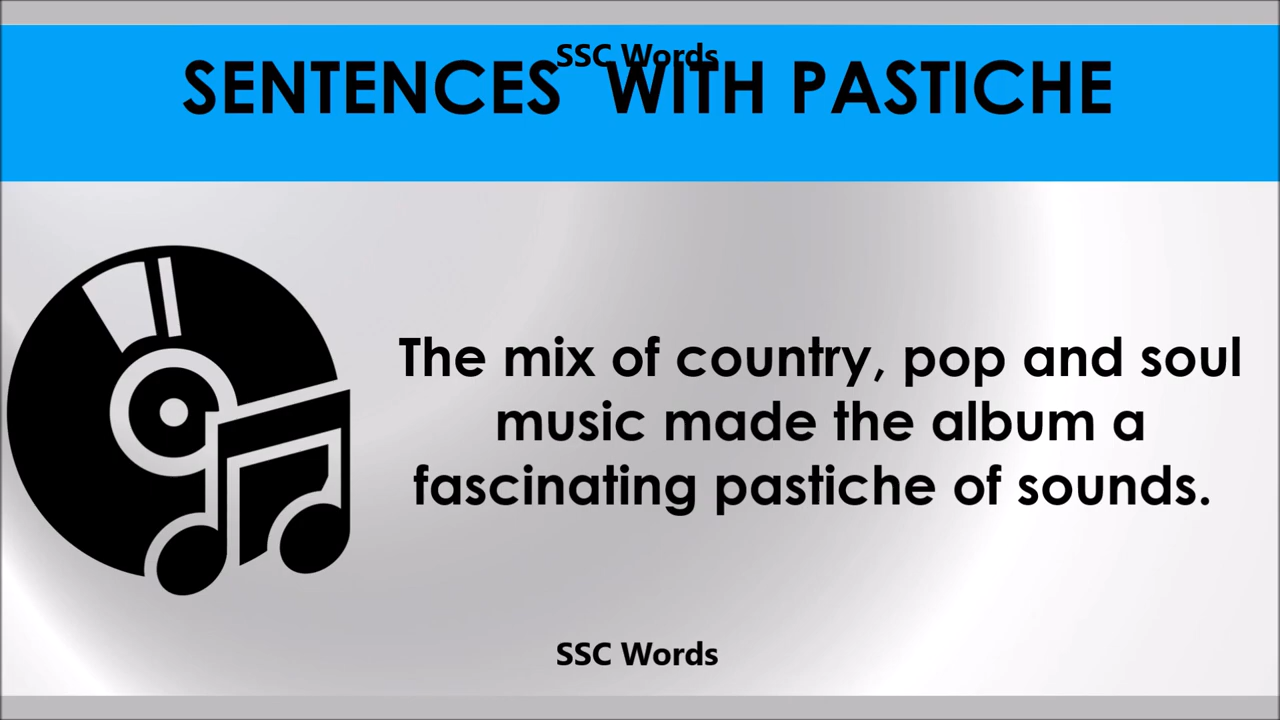 SSC Words
SENTENCES WITH PASTICHE
The mix of country, pop and soul
music made the album a
fascinating pastiche of sounds.
SSC Words